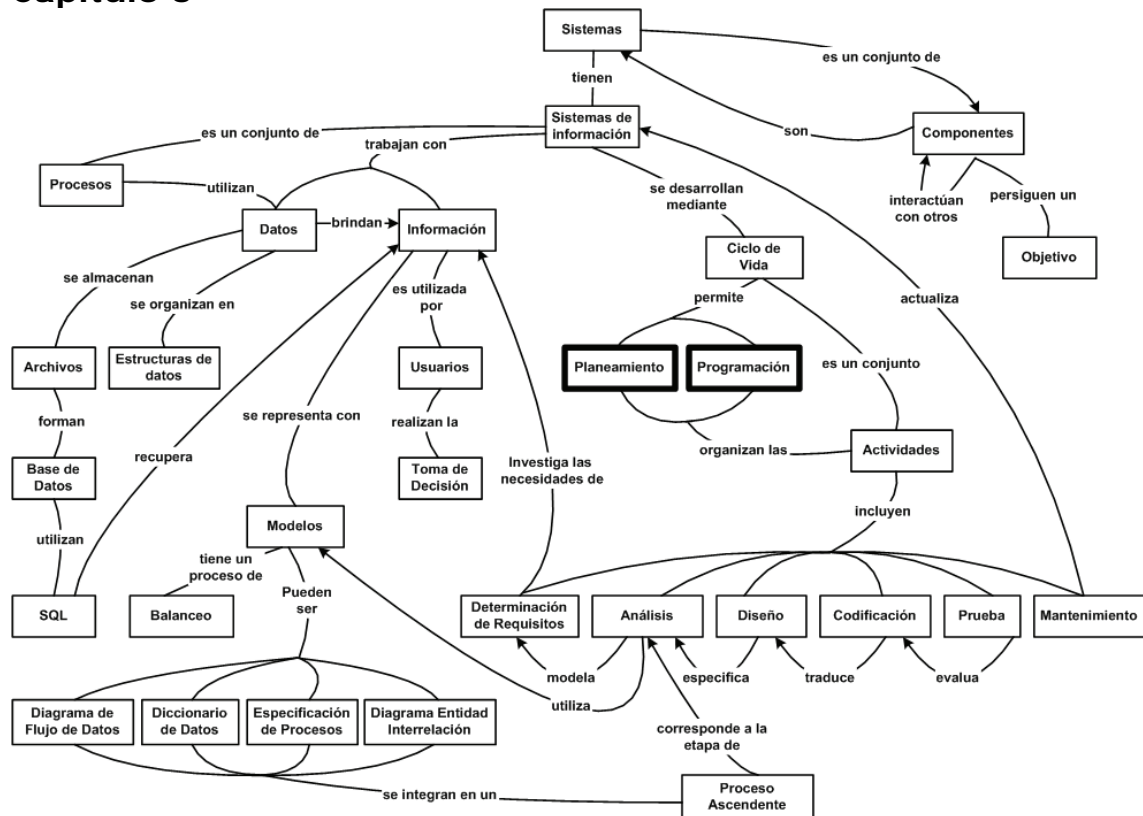 Sistemas
es un conjunto de
tienen
Sistemas de
información
es un conjunto de
son
Componentes
trabajan con
Procesos
utilizan
se desarrollan
mediante
interactúan
con otros
persiguen un
Datos
brindan
Información
Ciclo de
Vida
Objetivo
se almacenan
es utilizada
por
se organizan en
permite
actualiza
Archivos
Estructuras de
datos
Usuarios
Planeamiento
Programación
es un conjunto
forman
se representa con
realizan la
recupera
organizan las
Actividades
Base de
Datos
Toma de
Decisión
Investiga las
necesidades de
incluyen
Modelos
utilizan
tiene un
proceso de
Pueden
ser
SQL
Balanceo
Determinación
de Requisitos
Análisis
Diseño
Codificación
Prueba
Mantenimiento
modela
especifica
traduce
evalua
utiliza
Diagrama de
Flujo de Datos
Diccionario
de Datos
Especificación
de Procesos
Diagrama Entidad
Interrelación
corresponde a la
etapa de
se integran en un
Proceso
Ascendente